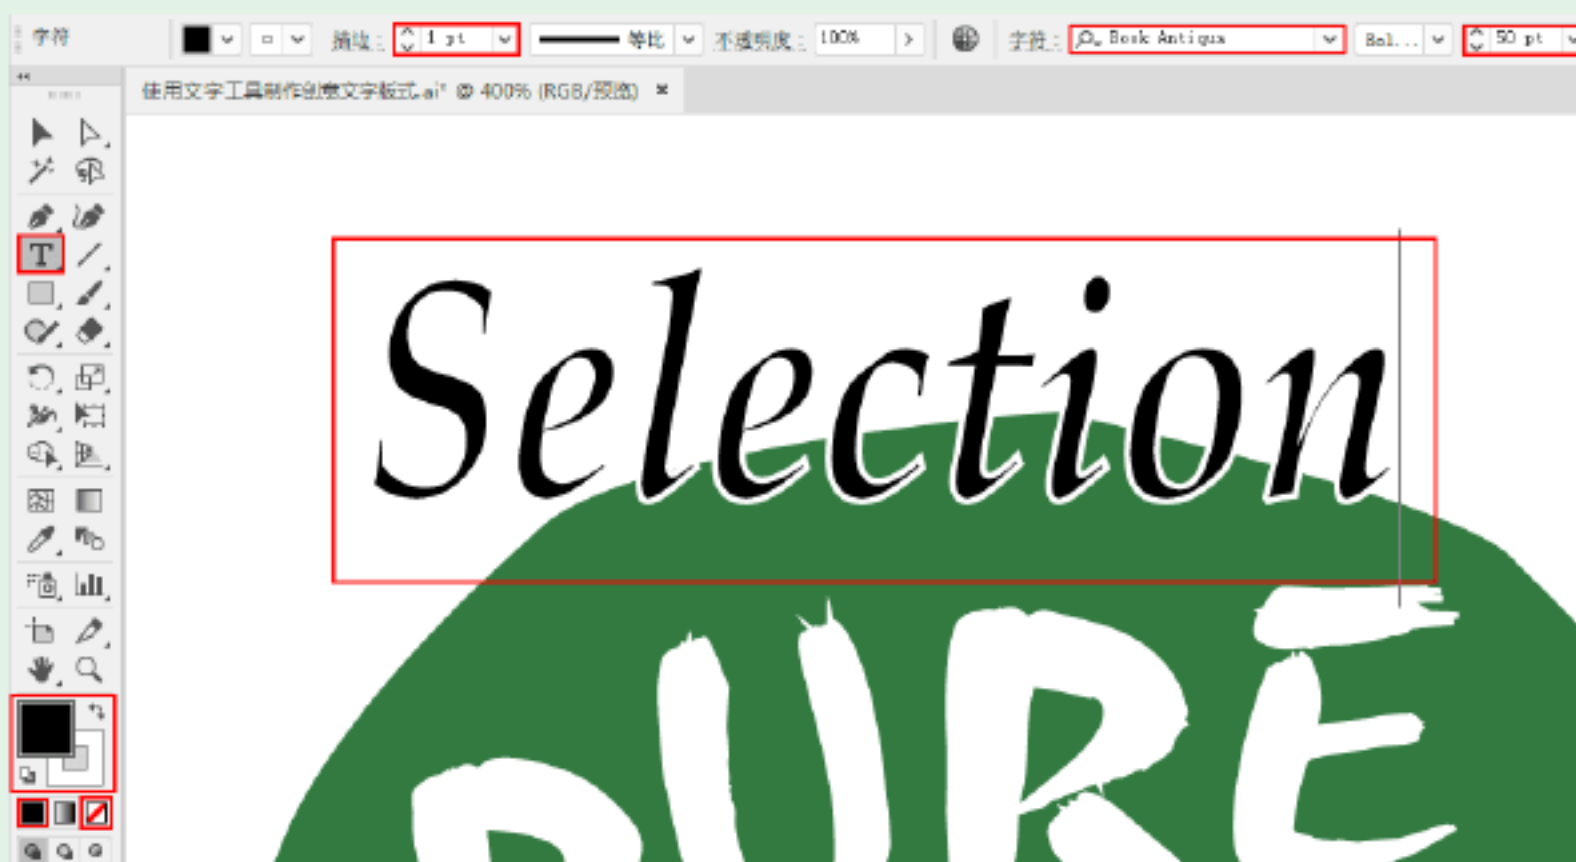 字符
描边： 1 pt 等比 不透明度： 100% 字符： Book Antiqua Bol... 50 pt
使用文字工具制作创意文字版式.ai* @ 400% (RGB/预览) ×
T
Selection
PURE